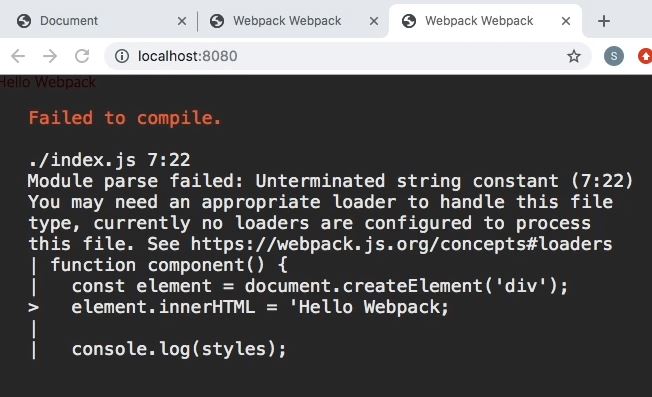 Document
Webpack Webpack
Webpack Webpack
localhost:8080
S
Hello Webpack
Failed to compile.
./index.js 7:22
Module parse failed: Unterminated string constant (7:22)
You may need an appropriate loader to handle this file
type, currently no loaders are configured to process
this file. See https://webpack.js.org/concepts#loaders
| function component() {
|   const element = document.createElement('div');
>   element.innerHTML = 'Hello Webpack;
|
|   console.log(styles);